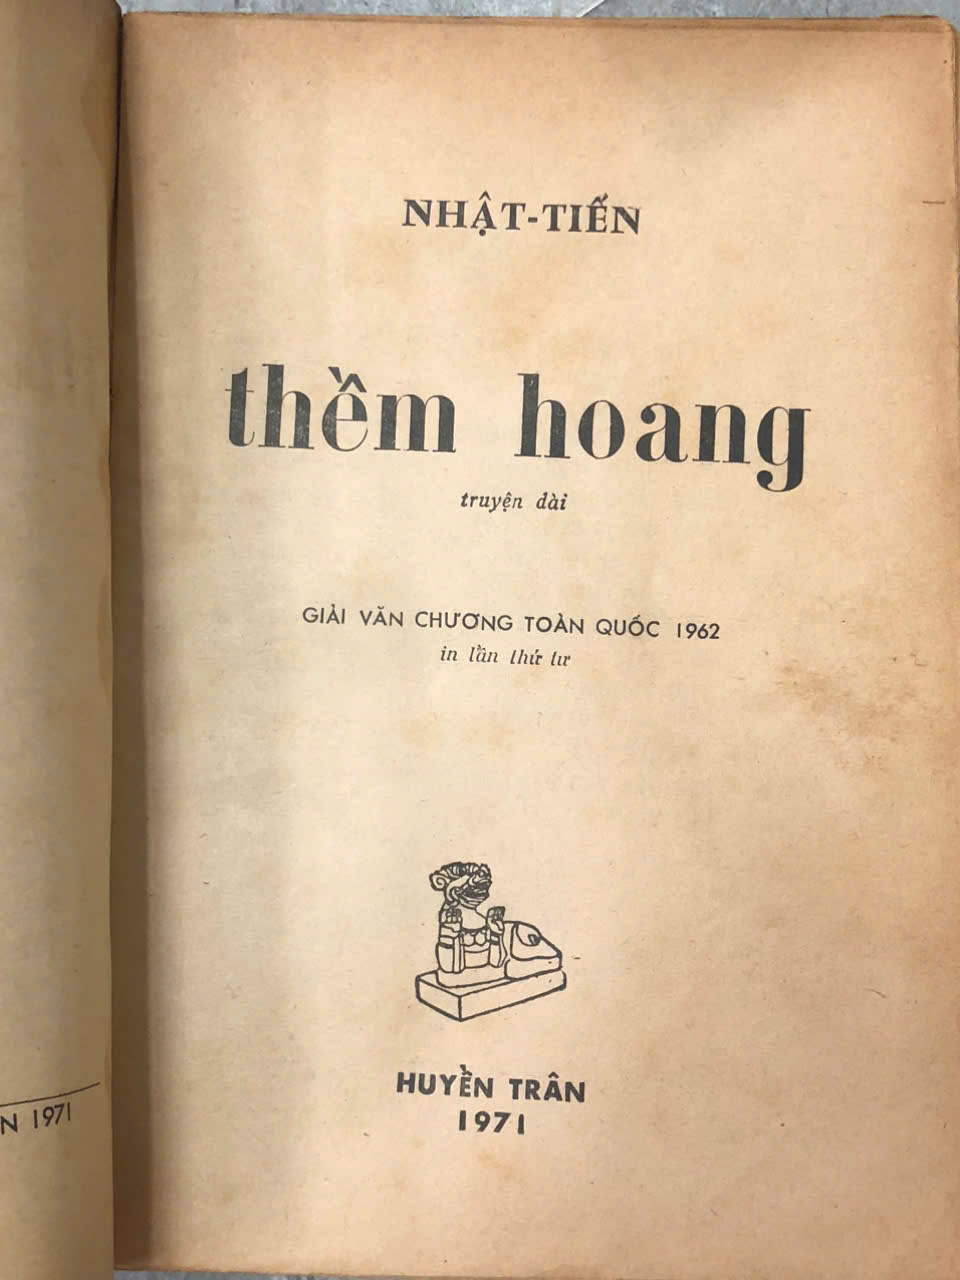 NHẬT-TIẾN
thềm hoang
truyện dài
GIẢI VĂN CHƯƠNG TOÀN QUỐC 1962
in lần thứ tư
HUYỀN TRÂN
1971
N 1971